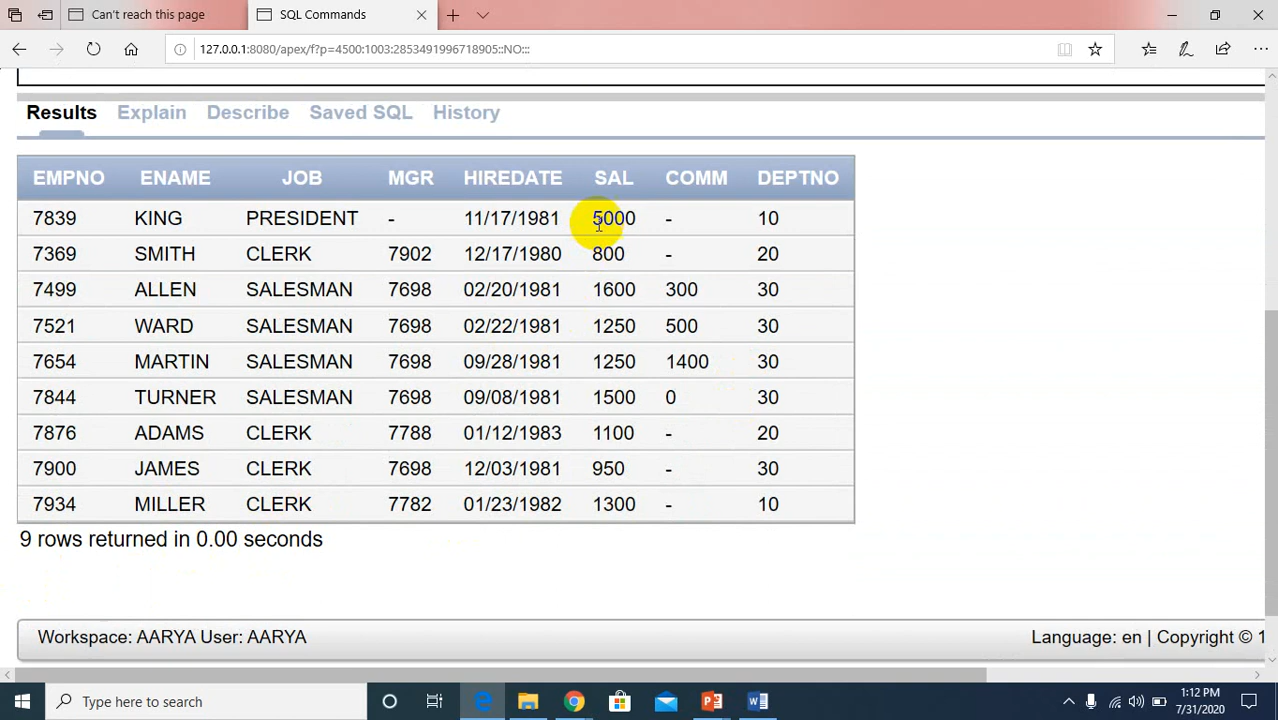 Can't reach this page
SQL Commands
127.0.0.1:8080/apex/f?p=4500:1003:2853491996718905::NO:::
Results Explain Describe Saved SQL History
EMPNO ENAME JOB MGR HIREDATE SAL COMM DEPTNO
7839 KING PRESIDENT - 11/17/1981 5000 - 10
7369 SMITH CLERK 7902 12/17/1980 800 - 20
7499 ALLEN SALESMAN 7698 02/20/1981 1600 300 30
7521 WARD SALESMAN 7698 02/22/1981 1250 500 30
7654 MARTIN SALESMAN 7698 09/28/1981 1250 1400 30
7844 TURNER SALESMAN 7698 09/08/1981 1500 0 30
7876 ADAMS CLERK 7788 01/12/1983 1100 - 20
7900 JAMES CLERK 7698 12/03/1981 950 - 30
7934 MILLER CLERK 7782 01/23/1982 1300 - 10
9 rows returned in 0.00 seconds
Workspace: AARYA User: AARYA
Language: en | Copyright © 1
Type here to search
1:12 PM
7/31/2020